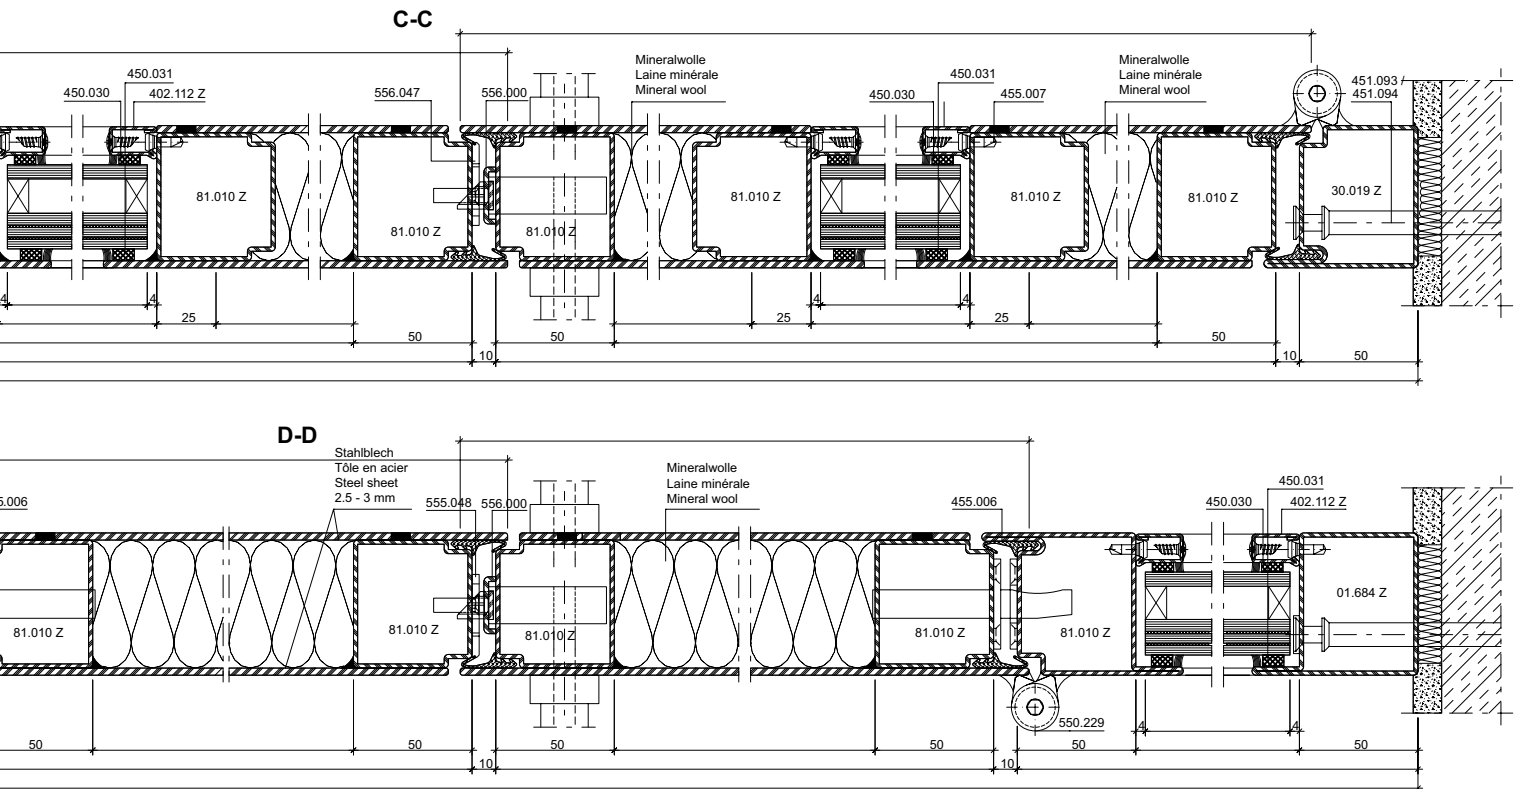 C-C
Mineralwolle
Laine minérale
Mineral wool
Mineralwolle
Laine minérale
Mineral wool
450.031
450.030
402.112 Z
556.047
556.000
450.031
450.030
455.007
451.093 /
451.094
81.010 Z
81.010 Z
81.010 Z
81.010 Z
81.010 Z
81.010 Z
30.019 Z
4
4
4
4
25
25
25
50
50
50
10
10
50
D-D
Stahlblech
Tôle en acier
Steel sheet
2.5 - 3 mm
Mineralwolle
Laine minérale
Mineral wool
5.006
555.048
556.000
455.006
450.031
450.030
402.112 Z
81.010 Z
81.010 Z
81.010 Z
81.010 Z
81.010 Z
01.684 Z
550.229
4
4
50
50
50
50
50
50
10
10